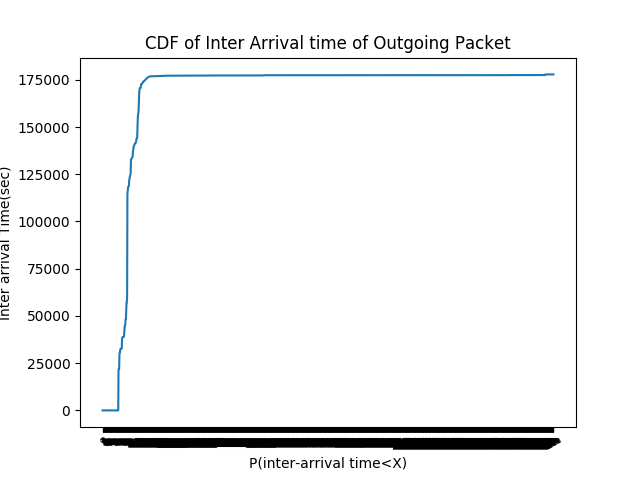 CDF of Inter Arrival time of Outgoing Packet
175000
150000
125000
100000
75000
50000
25000
0
Inter arrival Time(sec)
P(inter-arrival time<X)